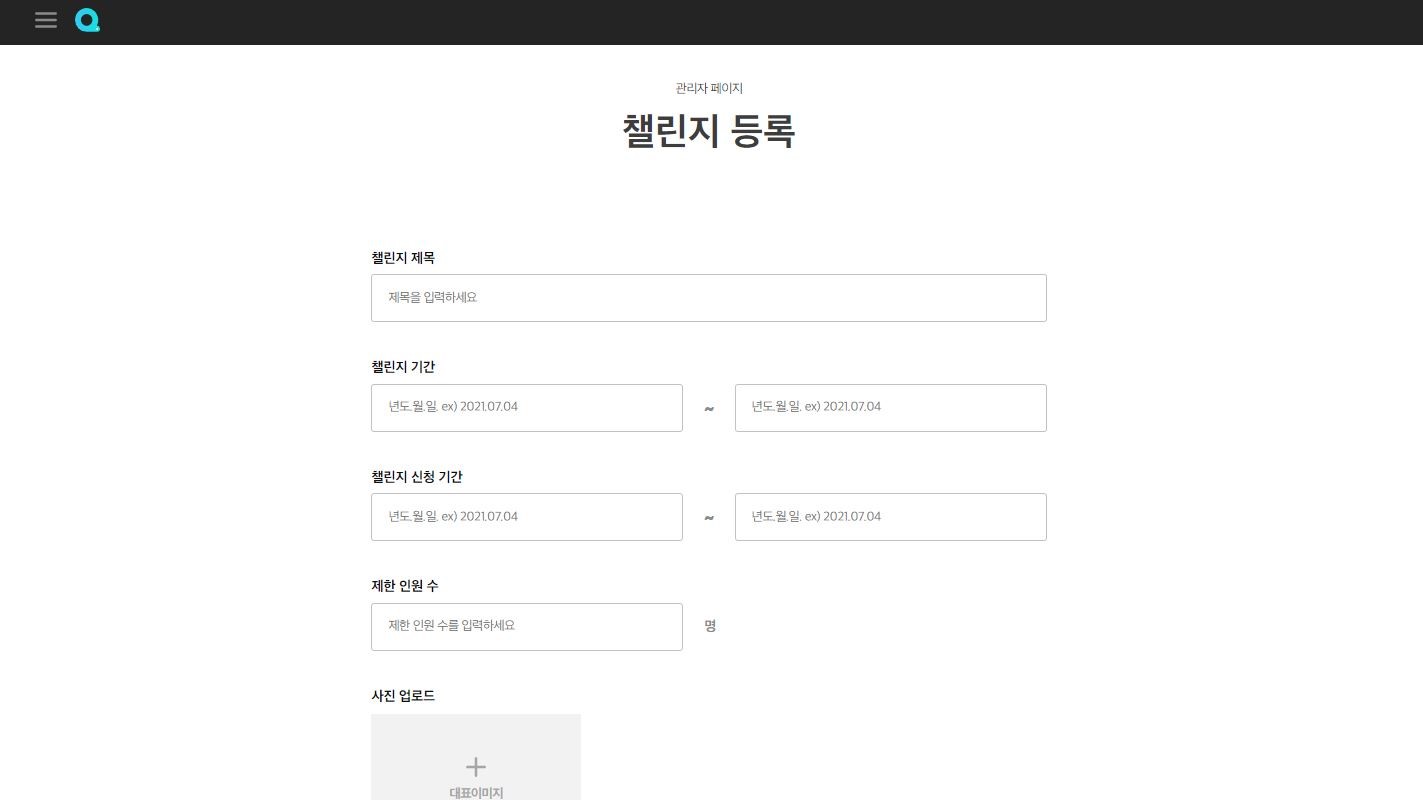 관리자 페이지
챌린지 등록
챌린지 제목
제목을 입력하세요
챌린지 기간
년도.월.일. ex) 2021.07.04 ~ 년도.월.일. ex) 2021.07.04
챌린지 신청 기간
년도.월.일. ex) 2021.07.04 ~ 년도.월.일. ex) 2021.07.04
제한 인원 수
제한 인원 수를 입력하세요 명
사진 업로드
대표이미지